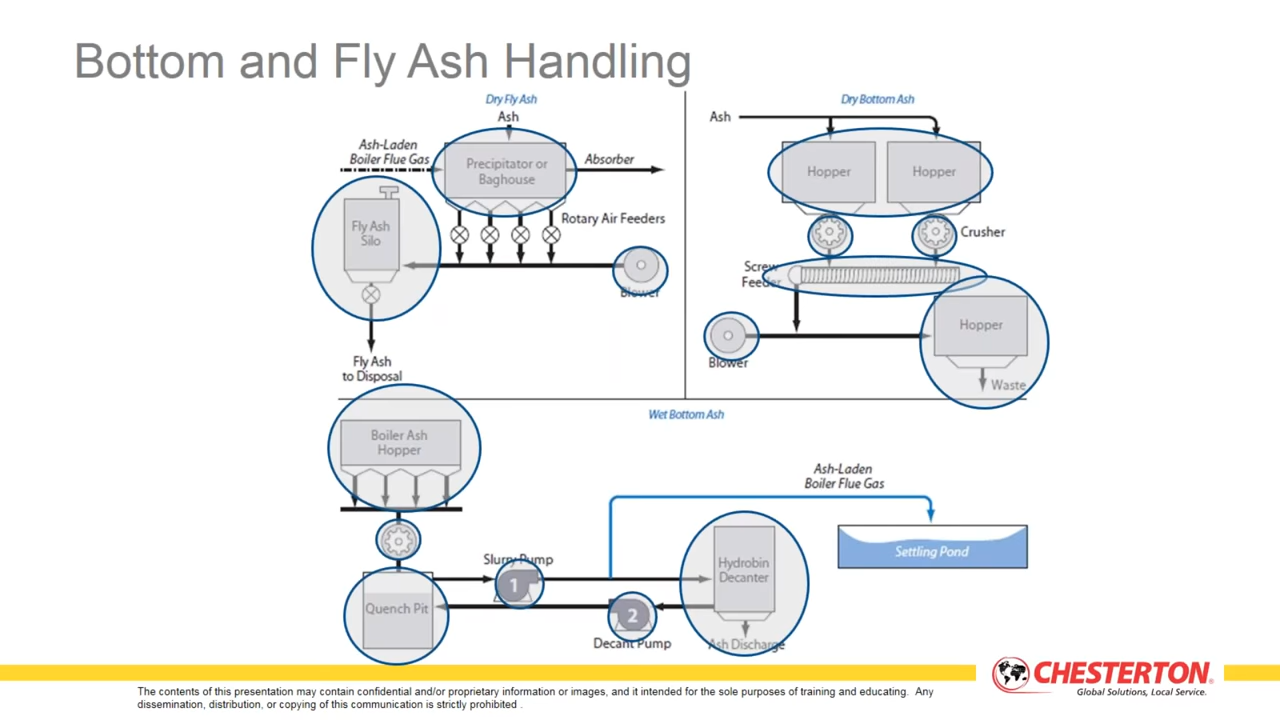 Bottom and Fly Ash Handling
Dry Fly Ash
Ash
Ash-Laden
Boiler Flue Gas
Precipitator or
Baghouse
Absorber
Fly Ash
Silo
Rotary Air Feeders
Blower
Fly Ash
to Disposal
Dry Bottom Ash
Ash
Hopper
Hopper
Crusher
Screw
Feeder
Hopper
Blower
Waste
Wet Bottom Ash
Boiler Ash
Hopper
Ash-Laden
Boiler Flue Gas
Settling Pond
Slurry Pump
1
Hydrobin
Decanter
Quench Pit
2
Decant Pump
Ash Discharge
CHESTERTON®
Global Solutions, Local Service.
The contents of this presentation may contain confidential and/or proprietary information or images, and it intended for the sole purposes of training and educating. Any
dissemination, distribution, or copying of this communication is strictly prohibited .